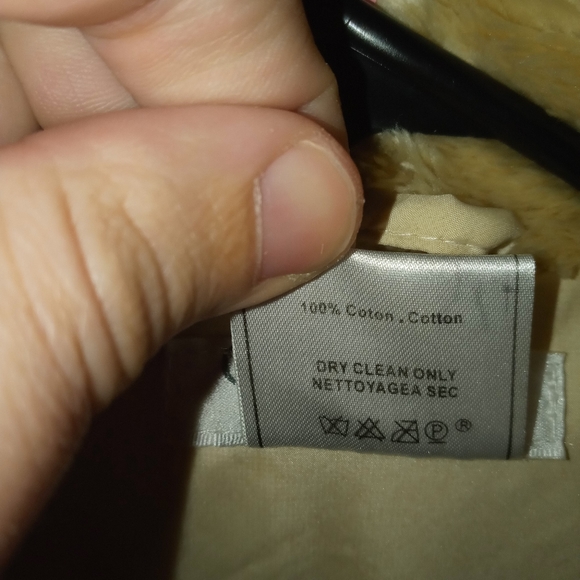 100% Coton . Cotton
DRY CLEAN ONLY
NETTOYAGEA SEC
P ®